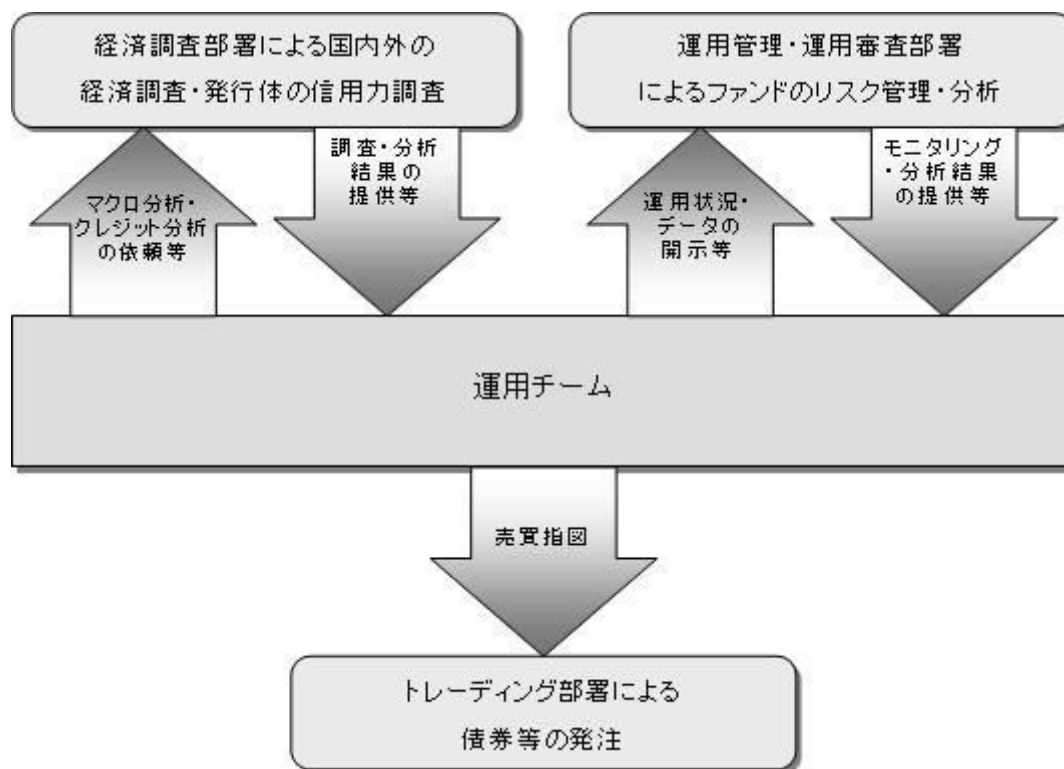 経済調査部署による国内外の
経済調査・発行体の信用力調査
運用管理・運用審査部署
によるファンドのリスク管理・分析
マクロ分析・
クレジット分析
の依頼等
調査・分析
結果の
提供等
運用状況・
データの
開示等
モニタリング
・分析結果
の提供等
運用チーム
売買指図
トレーディング部署による
債券等の発注